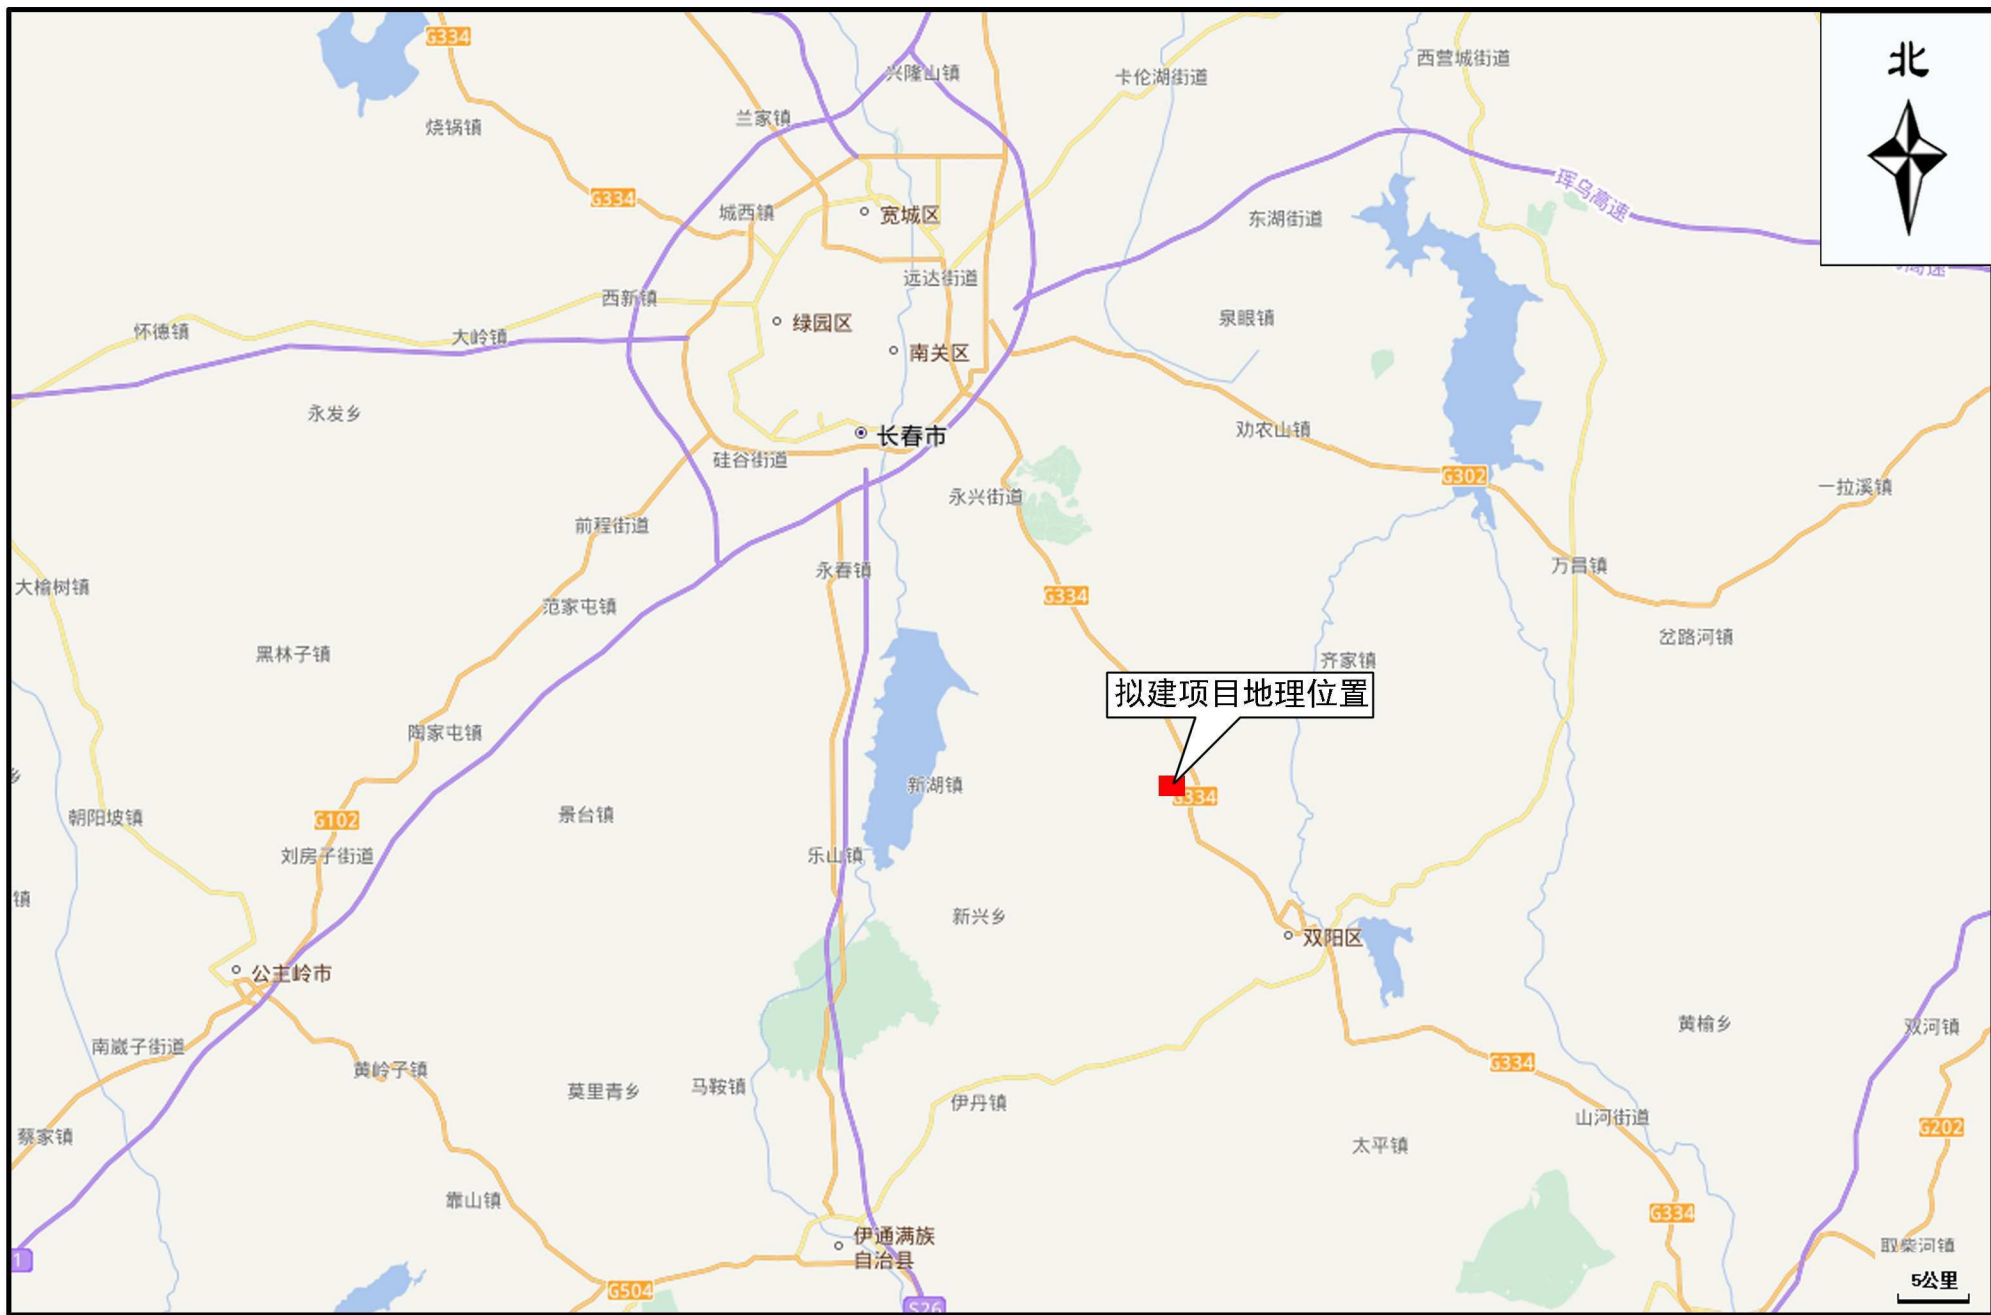 G334
兴隆山镇
卡伦湖街道
西营城街道
北
烧锅镇
兰家镇
G334
城西镇
宽城区
东湖街道
珲乌高速
远达街道
高速
西新镇
怀德镇
大岭镇
绿园区
南关区
泉眼镇
永发乡
长春市
劝农山镇
硅谷街道
G302
一拉溪镇
永兴街道
前程街道
永春镇
万昌镇
大榆树镇
范家屯镇
G334
黑林子镇
齐家镇
岔路河镇
拟建项目地理位置
陶家屯镇
乡
新湖镇
G334
朝阳坡镇
G102
景台镇
刘房子街道
乐山镇
镇
新兴乡
双阳区
公主岭市
南崴子街道
黄榆乡
双河镇
黄岭子镇
莫里青乡
马鞍镇
伊丹镇
G334
山河街道
G202
蔡家镇
太平镇
靠山镇
G334
伊通满族
自治县
取柴河镇
1
G504
S26
5公里